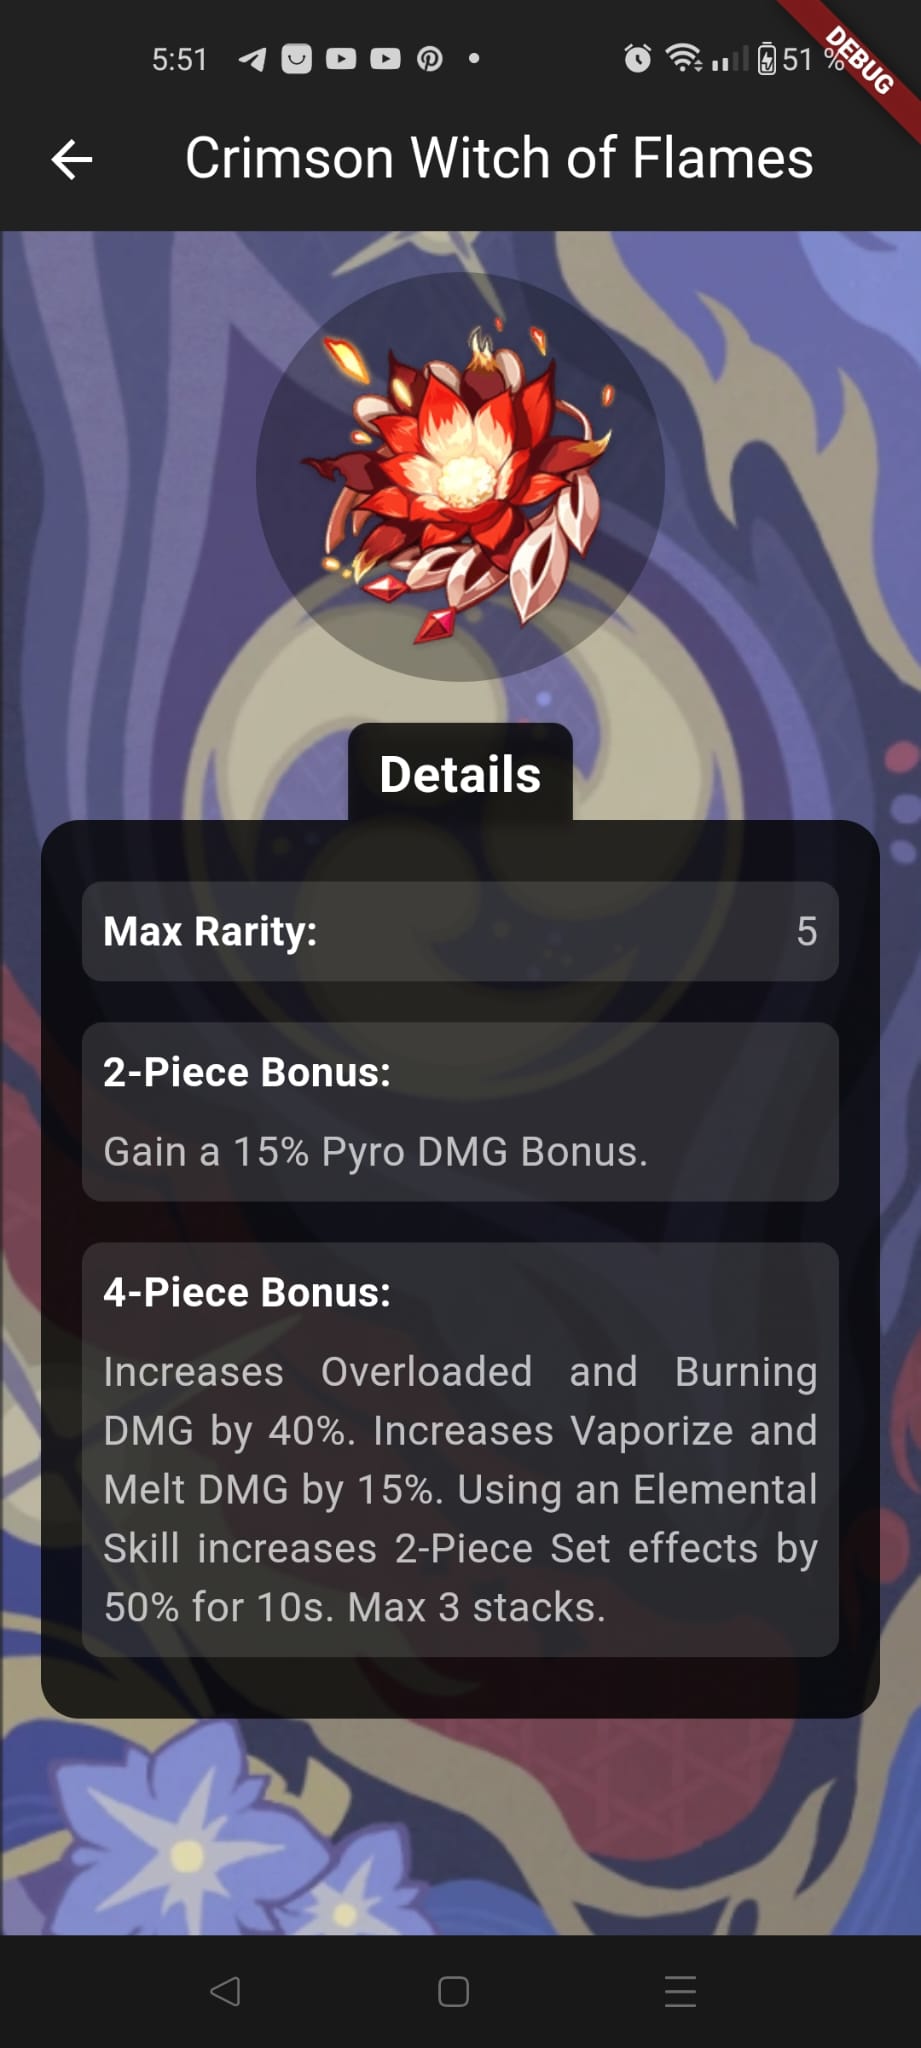 5:51
51 %
DEBUG
Crimson Witch of Flames
Details
Max Rarity: 5
2-Piece Bonus:
Gain a 15% Pyro DMG Bonus.
4-Piece Bonus:
Increases Overloaded and Burning
DMG by 40%. Increases Vaporize and
Melt DMG by 15%. Using an Elemental
Skill increases 2-Piece Set effects by
50% for 10s. Max 3 stacks.